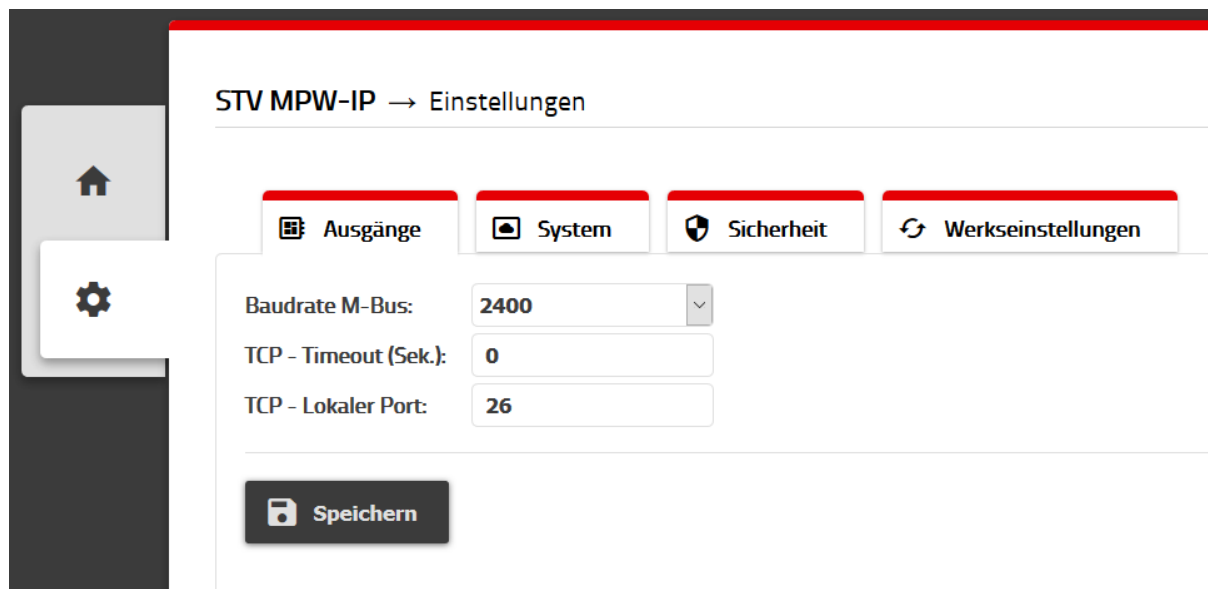 STV MPW-IP → Einstellungen
Ausgänge System Sicherheit Werkseinstellungen
Baudrate M-Bus: 2400
TCP - Timeout (Sek.): 0
TCP - Lokaler Port: 26
Speichern